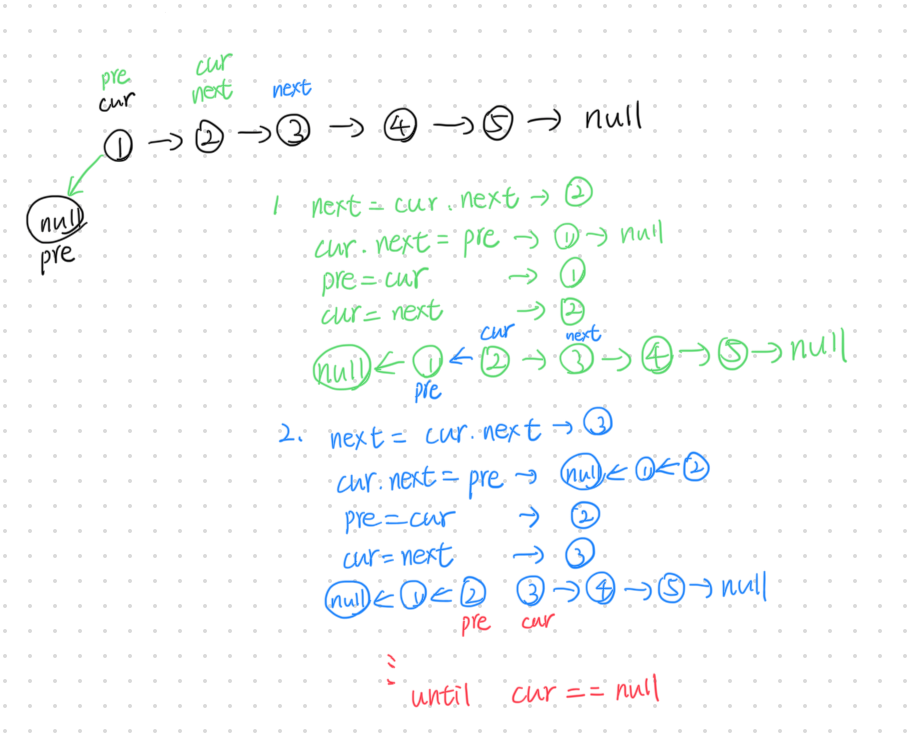 cur
pre next next
cur
① → ② → ③ → ④ → ⑤ → null
null
pre
1 next = cur.next → ②
cur.next = pre → ① → null
pre = cur → ①
cur = next → ②
cur next
null ← ① ← ② → ③ → ④ → ⑤ → null
pre
2. next = cur.next → ③
cur.next = pre → null ← ① ← ②
pre = cur → ②
cur = next → ③
null ← ① ← ② ③ → ④ → ⑤ → null
pre cur
until cur == null